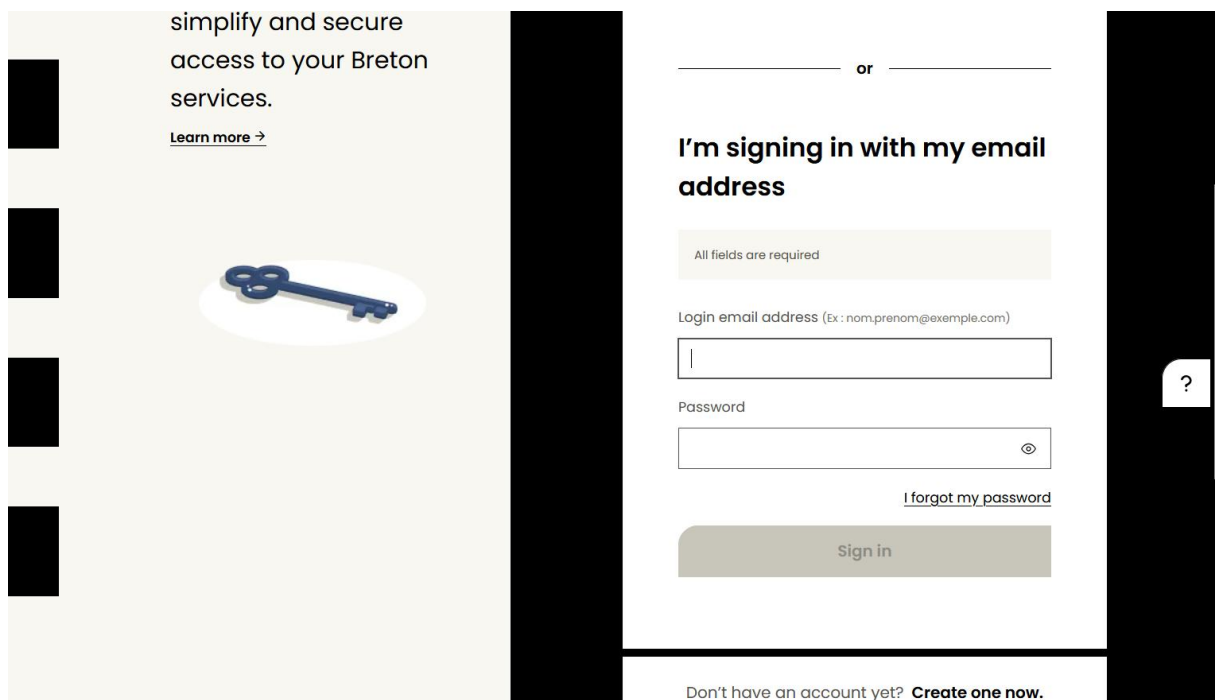 simplify and secure
access to your Breton
services.
Learn more →
or
I’m signing in with my email
address
All fields are required
Login email address (Ex : nom.prenom@exemple.com)
Password
I forgot my password
Sign in
?
Don’t have an account yet? Create one now.